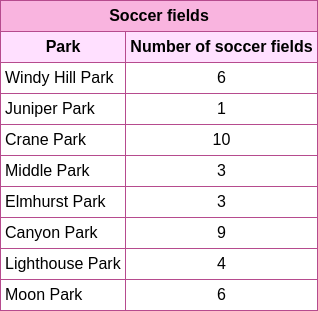 Soccer fields
Park Number of soccer fields
Windy Hill Park 6
Juniper Park 1
Crane Park 10
Middle Park 3
Elmhurst Park 3
Canyon Park 9
Lighthouse Park 4
Moon Park 6